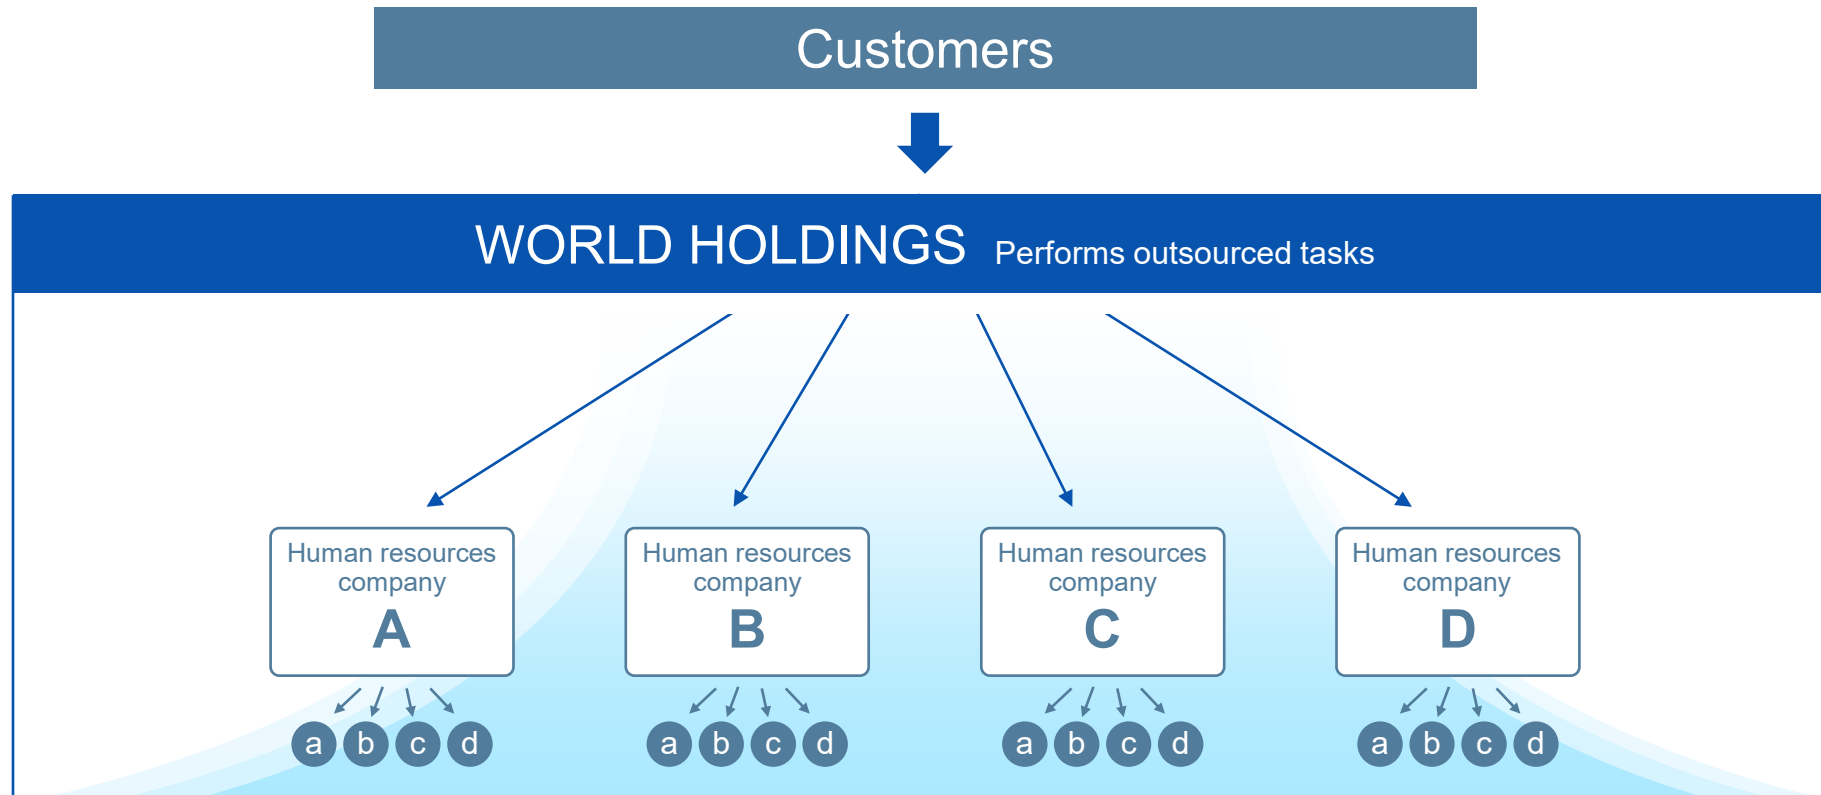 Customers
WORLD HOLDINGS Performs outsourced tasks
Human resources
company
A
Human resources
company
B
Human resources
company
C
Human resources
company
D
a b c d
a b c d
a b c d
a b c d